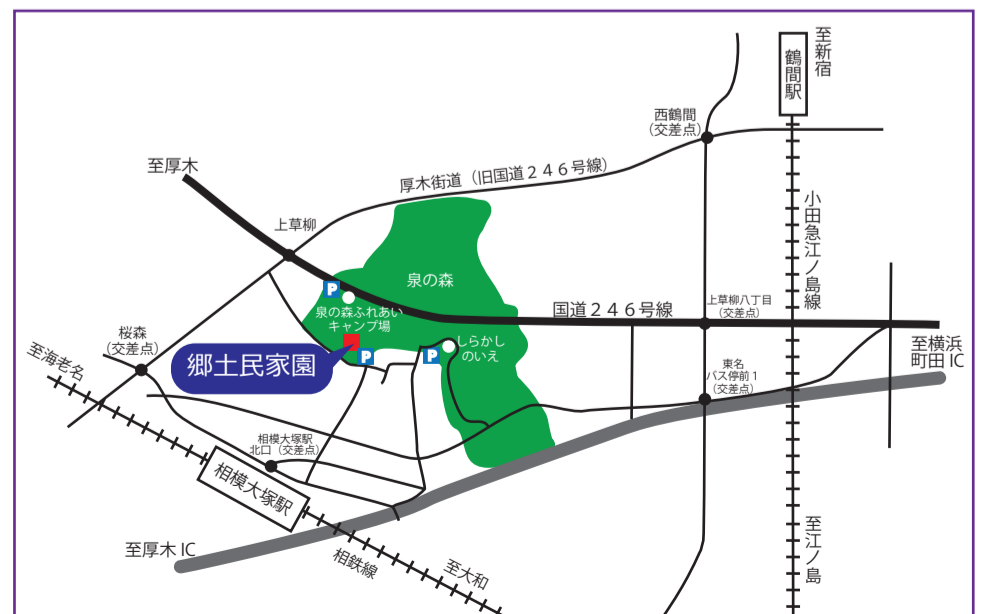 至新宿
鶴間駅
西鶴間
（交差点）
至厚木
厚木街道（旧国道２４６号線）
上草柳
小田急江ノ島線
泉の森
P
泉の森ふれあい
キャンプ場
国道２４６号線
上草柳八丁目
（交差点）
桜森
（交差点）
しらかし
のいえ
至横浜
町田 IC
至海老名
郷土民家園
P
P
東名
バス停前１
（交差点）
相模大塚駅
北口（交差点）
相模大塚駅
至厚木 IC
相鉄線
至大和
至江ノ島